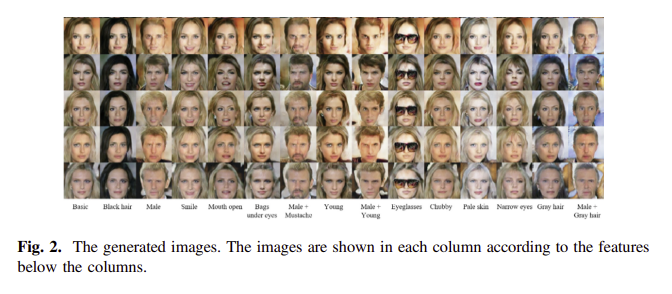 Basic Black hair Male Smile Mouth open Bags Male + Young Male + Eyeglasses Chubby Pale skin Narrow eyes Gray hair Male +
under eyes Mustache Young Gray hair
Fig. 2. The generated images. The images are shown in each column according to the features
below the columns.